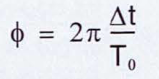 ϕ = 2π Δt/T₀